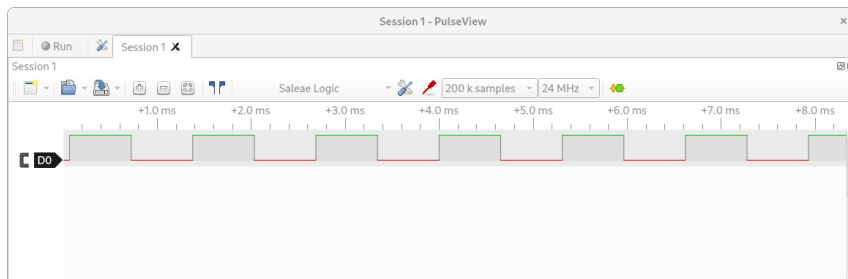 Session 1 - PulseView
Run Session 1
Session 1
Saleae Logic 200 k samples 24 MHz
+1.0 ms +2.0 ms +3.0 ms +4.0 ms +5.0 ms +6.0 ms +7.0 ms +8.0 ms
D0